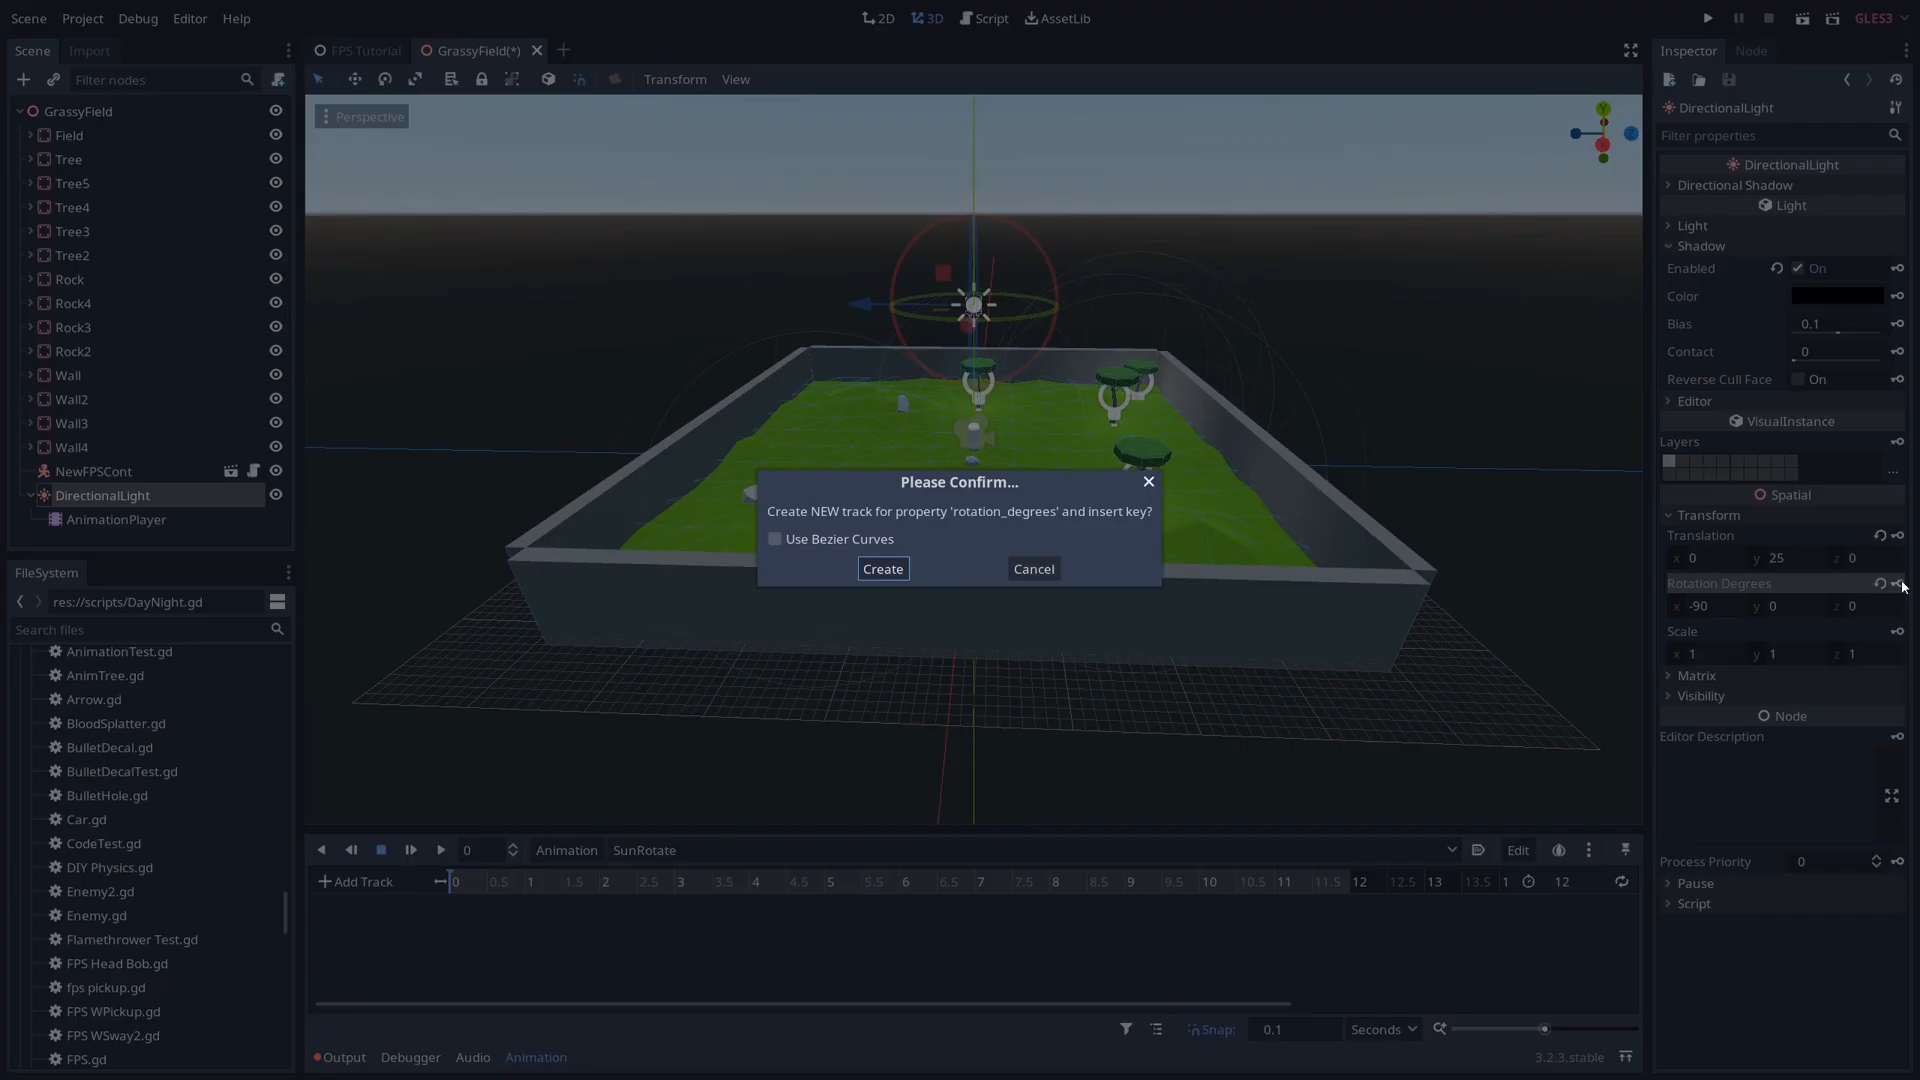 Scene Project Debug Editor Help
2D 3D Script AssetLib
GLES3
Scene Import
FPS Tutorial GrassyField(*)
Inspector Node
Filter nodes
Transform View
GrassyField
Field
Tree
Tree5
Tree4
Tree3
Tree2
Rock
Rock4
Rock3
Rock2
Wall
Wall2
Wall3
Wall4
NewFPSCont
DirectionalLight
AnimationPlayer
FileSystem
res://scripts/DayNight.gd
Search files
AnimationTest.gd
AnimTree.gd
Arrow.gd
BloodSplatter.gd
BulletDecal.gd
BulletDecalTest.gd
BulletHole.gd
Car.gd
CodeTest.gd
DIY Physics.gd
Enemy2.gd
Enemy.gd
Flamethrower Test.gd
FPS Head Bob.gd
fps pickup.gd
FPS WPickup.gd
FPS WSway2.gd
FPS.gd
Perspective
Y
Z
X
Please Confirm...
Create NEW track for property 'rotation_degrees' and insert key?
Use Bezier Curves
Create Cancel
0 Animation SunRotate Edit
Add Track 0 0.5 1 1.5 2 2.5 3 3.5 4 4.5 5 5.5 6 6.5 7 7.5 8 8.5 9 9.5 10 10.5 11 11.5 12 12.5 13 13.5 1 12
Snap: 0.1 Seconds
Output Debugger Audio Animation 3.2.3.stable
DirectionalLight
Filter properties
DirectionalLight
Directional Shadow
Light
Light
Shadow
Enabled On
Color
Bias 0.1
Contact 0
Reverse Cull Face On
Editor
VisualInstance
Layers
...
Spatial
Transform
Translation
x 0 y 25 z 0
Rotation Degrees
x -90 y 0 z 0
Scale
x 1 y 1 z 1
Matrix
Visibility
Node
Editor Description
Process Priority 0
Pause
Script